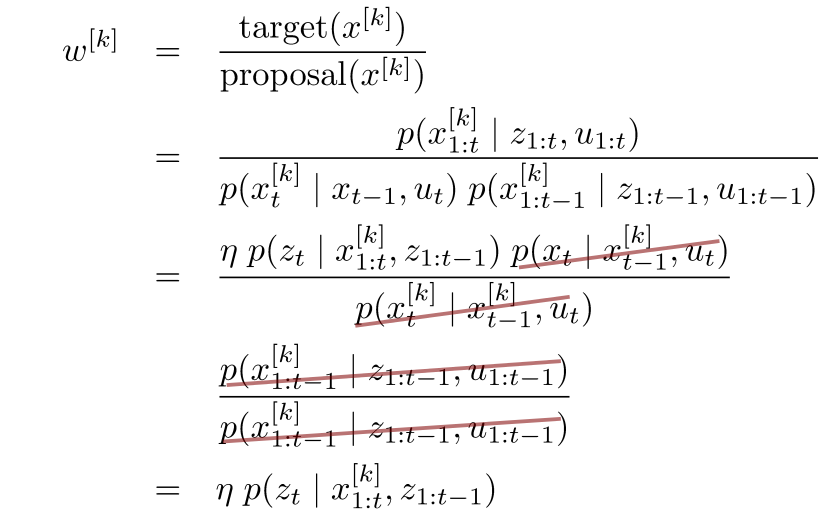 w^{[k]} = \frac{\text{target}(x^{[k]})}{\text{proposal}(x^{[k]})}
= \frac{p(x_{1:t}^{[k]} \mid z_{1:t}, u_{1:t})}{p(x_t^{[k]} \mid x_{t-1}, u_t) \; p(x_{1:t-1}^{[k]} \mid z_{1:t-1}, u_{1:t-1})}
= \frac{\eta \; p(z_t \mid x_{1:t}^{[k]}, z_{1:t-1}) \; p(x_t \mid x_{t-1}^{[k]}, u_t)}{p(x_t^{[k]} \mid x_{t-1}^{[k]}, u_t)}
\frac{p(x_{1:t-1}^{[k]} \mid z_{1:t-1}, u_{1:t-1})}{p(x_{1:t-1}^{[k]} \mid z_{1:t-1}, u_{1:t-1})}
= \eta \; p(z_t \mid x_{1:t}^{[k]}, z_{1:t-1})